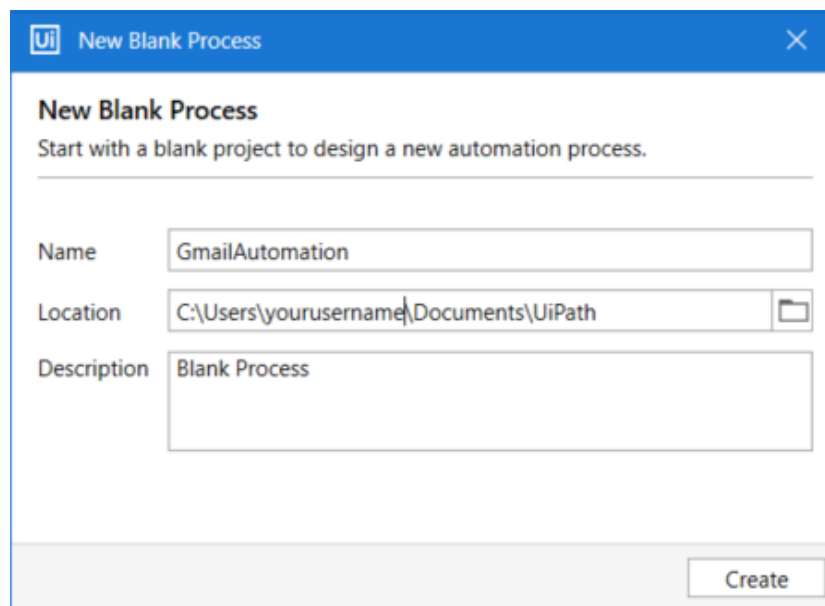 Ui New Blank Process
New Blank Process
Start with a blank project to design a new automation process.
Name GmailAutomation
Location C:\Users\yourusername\Documents\UiPath
Description Blank Process
Create